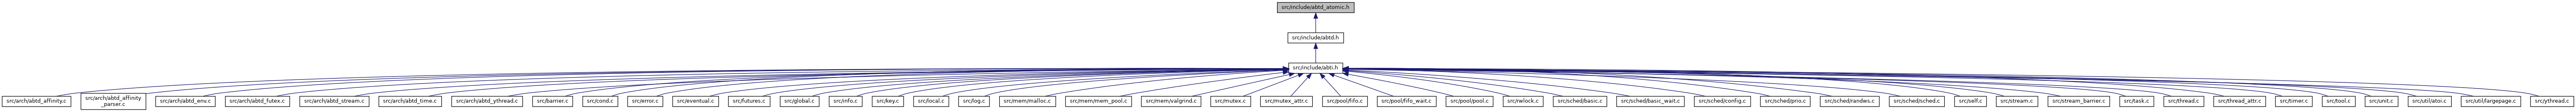 src/include/abtd_atomic.h
src/include/abtd.h
src/include/abti.h
src/arch/abtd_affinity.c
src/arch/abtd_affinity
_parser.c
src/arch/abtd_env.c
src/arch/abtd_futex.c
src/arch/abtd_stream.c
src/arch/abtd_time.c
src/arch/abtd_ythread.c
src/barrier.c
src/cond.c
src/error.c
src/eventual.c
src/futures.c
src/global.c
src/info.c
src/key.c
src/local.c
src/log.c
src/mem/malloc.c
src/mem/mem_pool.c
src/mem/valgrind.c
src/mutex.c
src/mutex_attr.c
src/pool/fifo.c
src/pool/fifo_wait.c
src/pool/pool.c
src/rwlock.c
src/sched/basic.c
src/sched/basic_wait.c
src/sched/config.c
src/sched/prio.c
src/sched/randws.c
src/sched/sched.c
src/self.c
src/stream.c
src/stream_barrier.c
src/task.c
src/thread.c
src/thread_attr.c
src/timer.c
src/tool.c
src/unit.c
src/util/atoi.c
src/util/largepage.c
src/ythread.c